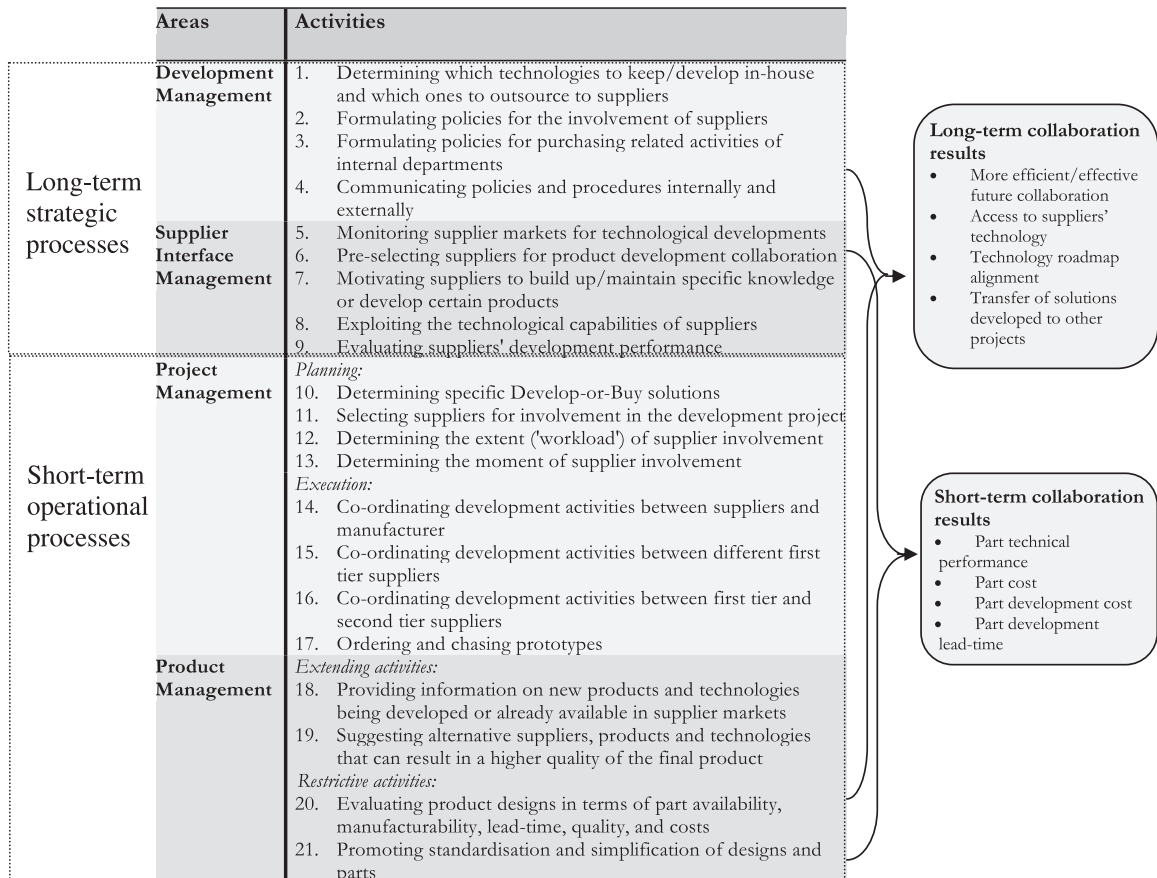 Areas
Activities
Long-term
strategic
processes
Development
Management
1. Determining which technologies to keep/develop in-house
and which ones to outsource to suppliers
2. Formulating policies for the involvement of suppliers
3. Formulating policies for purchasing related activities of
internal departments
4. Communicating policies and procedures internally and
externally
Supplier
Interface
Management
5. Monitoring supplier markets for technological developments
6. Pre-selecting suppliers for product development collaboration
7. Motivating suppliers to build up/maintain specific knowledge
or develop certain products
8. Exploiting the technological capabilities of suppliers
9. Evaluating suppliers' development performance
Short-term
operational
processes
Project
Management
Planning:
10. Determining specific Develop-or-Buy solutions
11. Selecting suppliers for involvement in the development project
12. Determining the extent ('workload') of supplier involvement
13. Determining the moment of supplier involvement
Execution:
14. Co-ordinating development activities between suppliers and
manufacturer
15. Co-ordinating development activities between different first
tier suppliers
16. Co-ordinating development activities between first tier and
second tier suppliers
17. Ordering and chasing prototypes
Product
Management
Extending activities:
18. Providing information on new products and technologies
being developed or already available in supplier markets
19. Suggesting alternative suppliers, products and technologies
that can result in a higher quality of the final product
Restrictive activities:
20. Evaluating product designs in terms of part availability,
manufacturability, lead-time, quality, and costs
21. Promoting standardisation and simplification of designs and
parts
Long-term collaboration
results
• More efficient/effective
future collaboration
• Access to suppliers'
technology
• Technology roadmap
alignment
• Transfer of solutions
developed to other
projects
Short-term collaboration
results
• Part technical
performance
• Part cost
• Part development cost
• Part development
lead-time